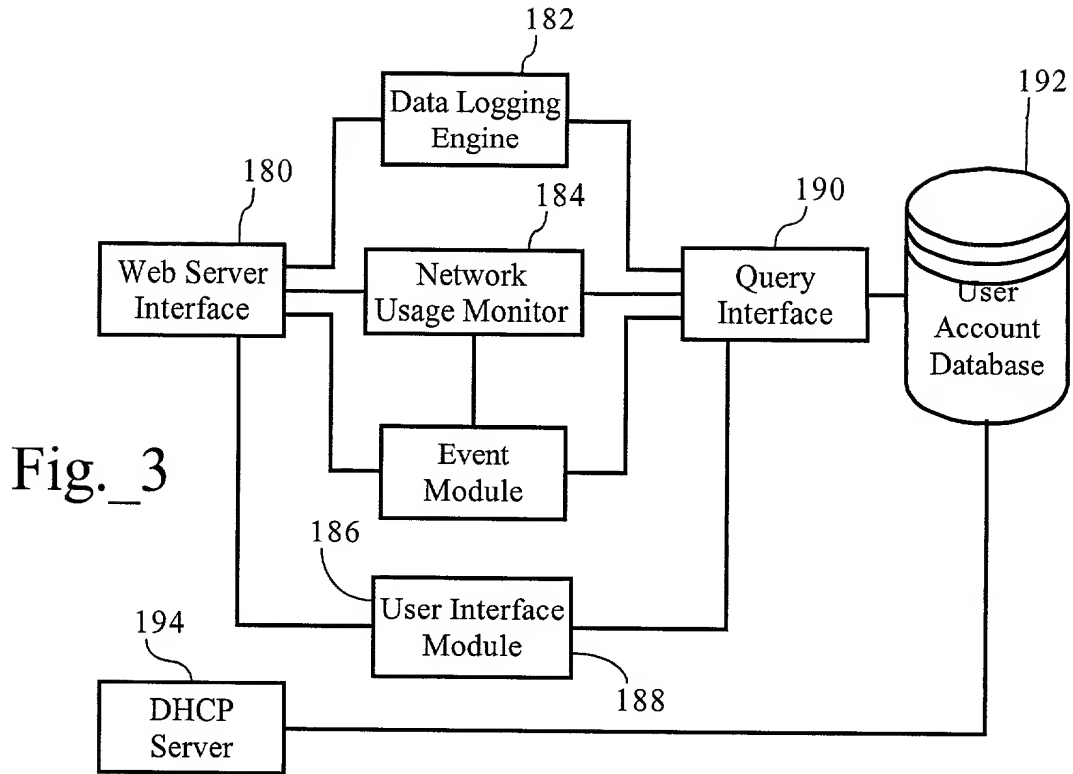 182
Data Logging
Engine
192
180
184
190
Web Server
Interface
Network
Usage Monitor
Query
Interface
User
Account
Database
Event
Module
Fig._3
186
User Interface
Module
188
194
DHCP
Server